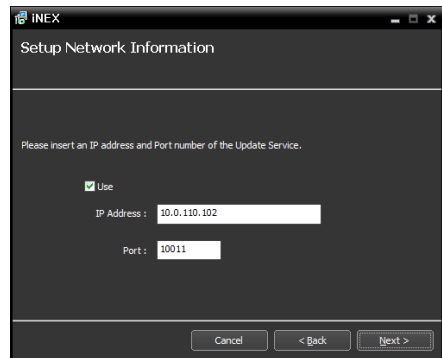 iNEX
Setup Network Information
Please insert an IP address and Port number of the Update Service.
Use
IP Address : 10.0.110.102
Port : 10011
Cancel < Back Next >